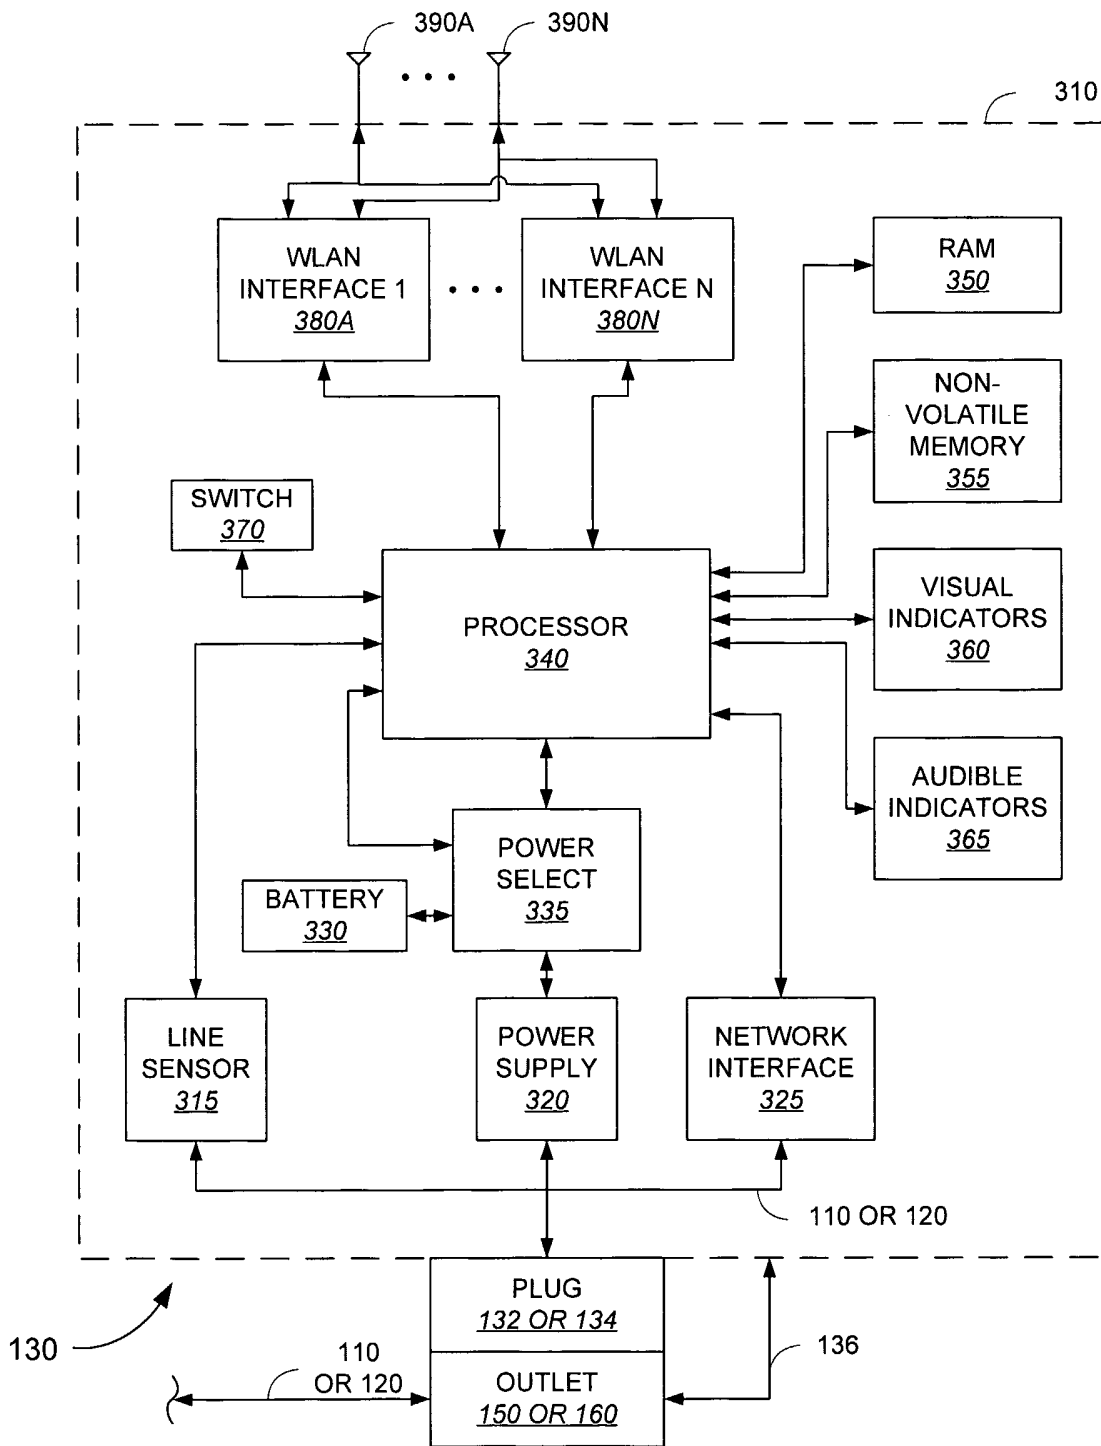 390A
390N
310
WLAN
INTERFACE 1
380A
WLAN
INTERFACE N
380N
RAM
350
NON-
VOLATILE
MEMORY
355
SWITCH
370
PROCESSOR
340
VISUAL
INDICATORS
360
AUDIBLE
INDICATORS
365
POWER
SELECT
335
BATTERY
330
LINE
SENSOR
315
POWER
SUPPLY
320
NETWORK
INTERFACE
325
110 OR 120
PLUG
132 OR 134
130
110
OR 120
OUTLET
150 OR 160
136